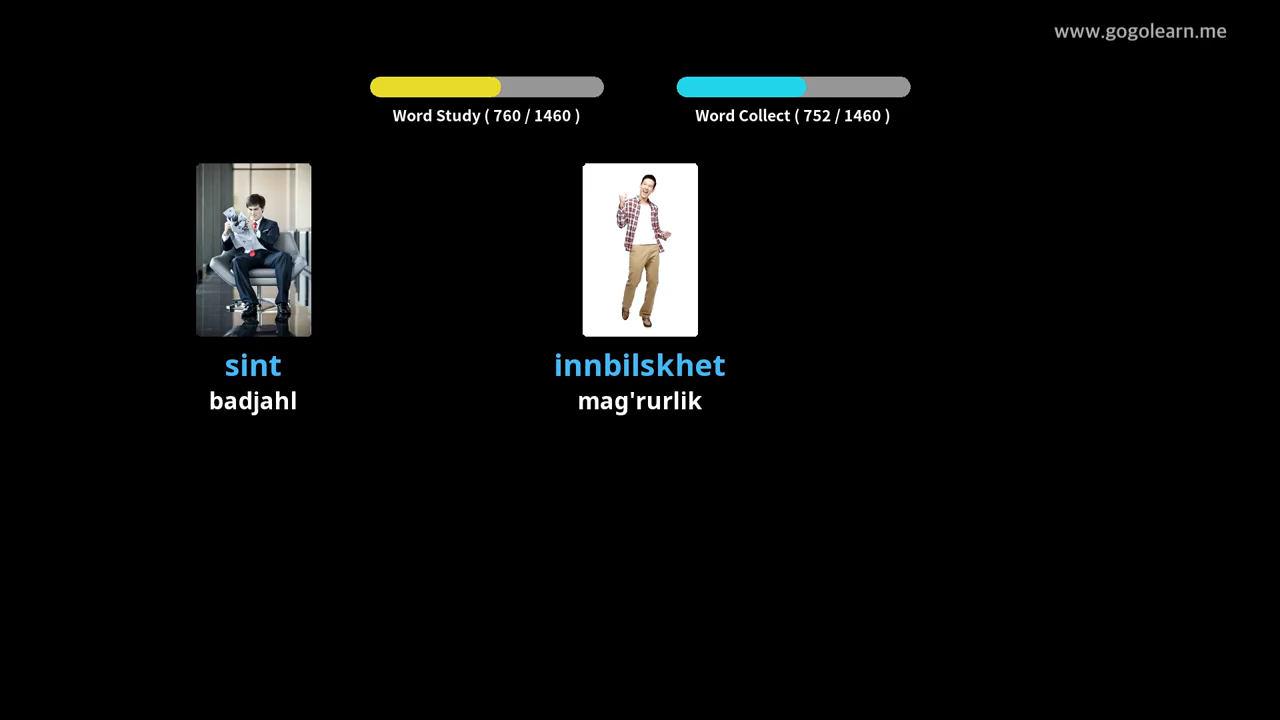 www.gogolearn.me
Word Study ( 760 / 1460 )
Word Collect ( 752 / 1460 )
sint
badjahl
innbilskhet
mag'rurlik